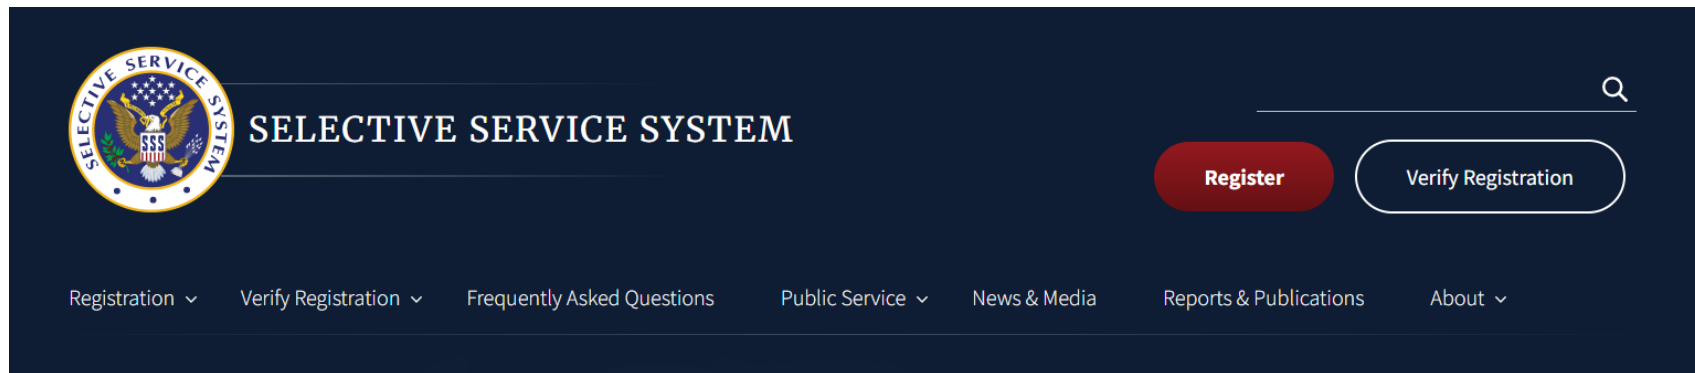 SELECTIVE SERVICE SYSTEM
SSS
SELECTIVE SERVICE SYSTEM
Register
Verify Registration
Registration
Verify Registration
Frequently Asked Questions
Public Service
News & Media
Reports & Publications
About